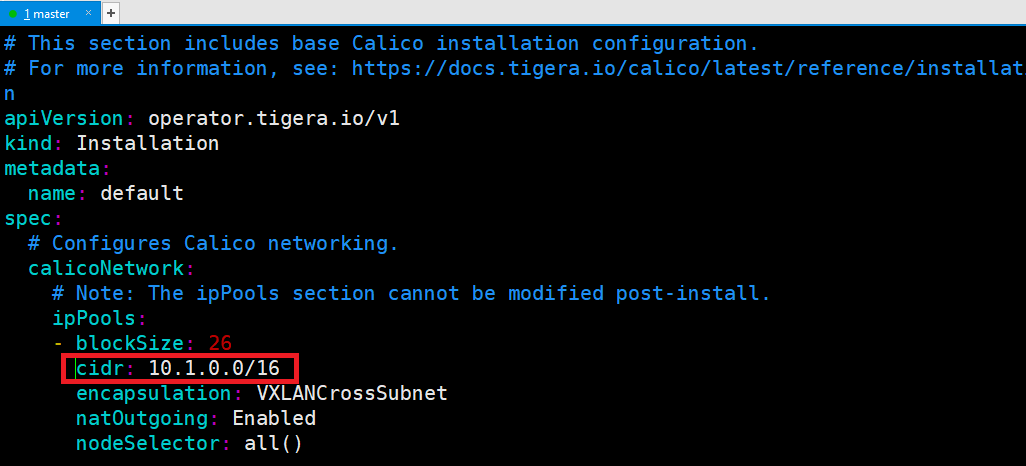 1 master × +
# This section includes base Calico installation configuration.
# For more information, see: https://docs.tigera.io/calico/latest/reference/installat
n
apiVersion: operator.tigera.io/v1
kind: Installation
metadata:
  name: default
spec:
  # Configures Calico networking.
  calicoNetwork:
    # Note: The ipPools section cannot be modified post-install.
    ipPools:
    - blockSize: 26
      cidr: 10.1.0.0/16
      encapsulation: VXLANCrossSubnet
      natOutgoing: Enabled
      nodeSelector: all()